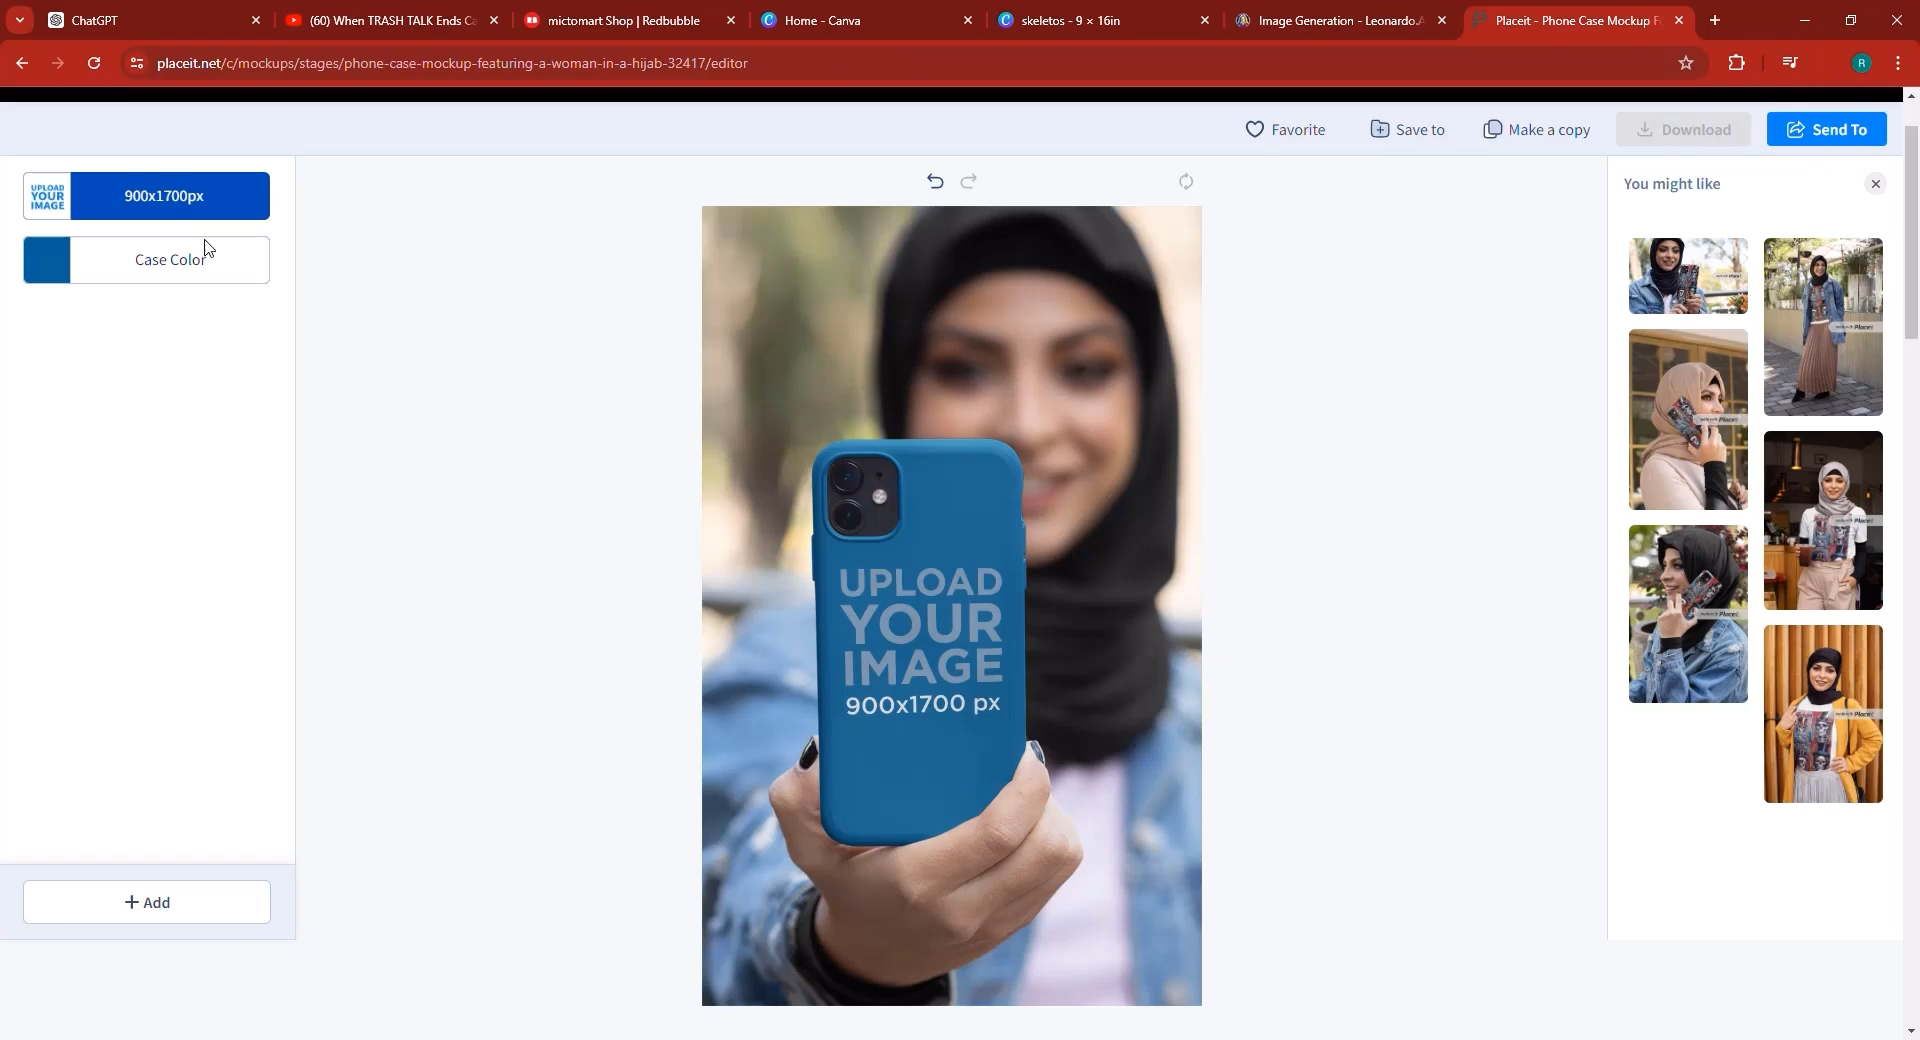 ChatGPT
(60) When TRASH TALK Ends Ca
mictomart Shop | Redbubble
Home - Canva
skeletos - 9 × 16in
Image Generation - Leonardo.A
Placeit - Phone Case Mockup F
placeit.net/c/mockups/stages/phone-case-mockup-featuring-a-woman-in-a-hijab-32417/editor
R
Favorite
Save to
Make a copy
Download
Send To
UPLOAD
YOUR
IMAGE
900x1700px
Case Color
You might like
UPLOAD
YOUR
IMAGE
900x1700 px
+ Add